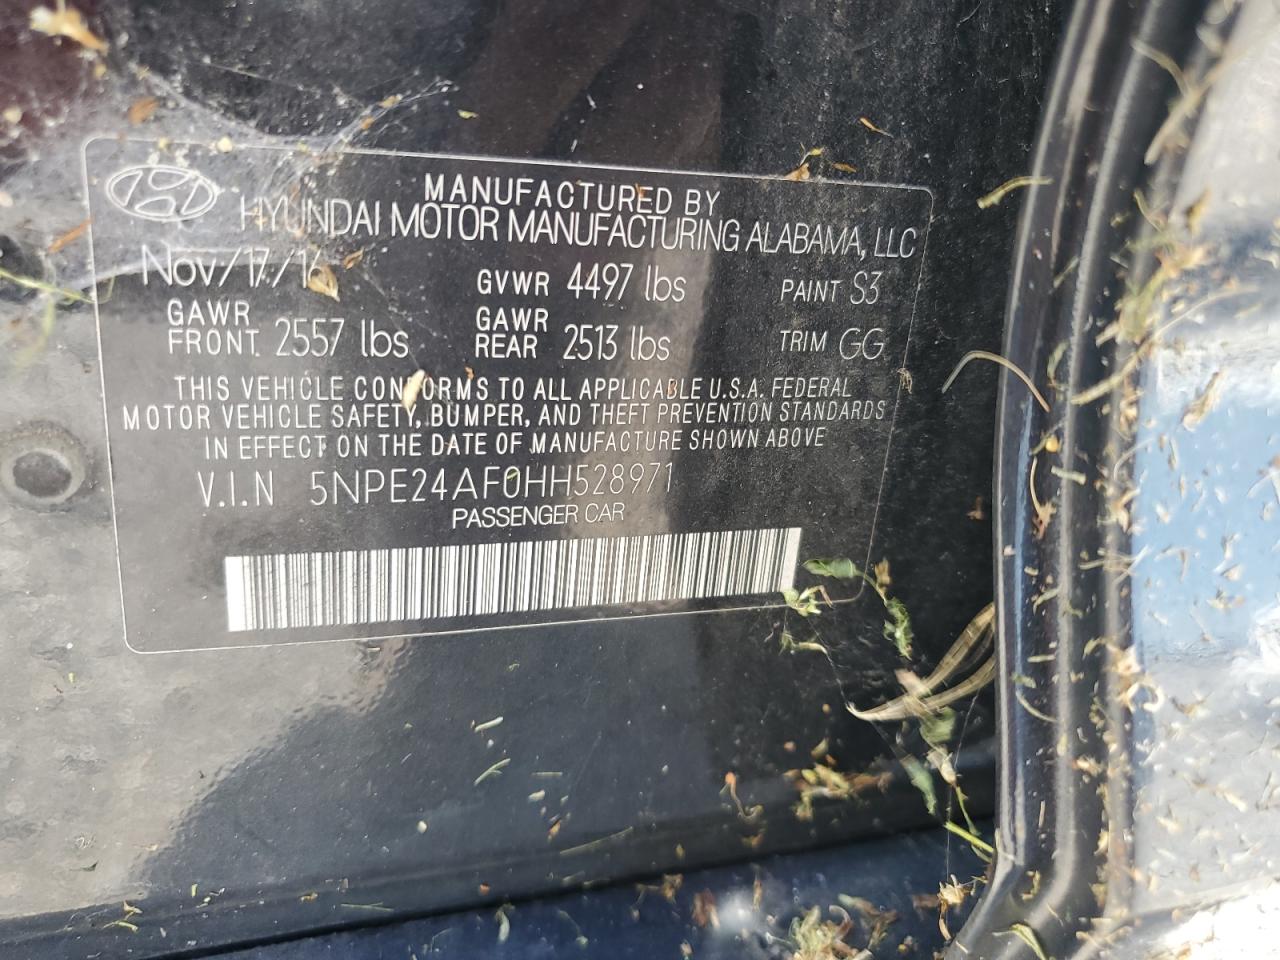 MANUFACTURED BY
HYUNDAI MOTOR MANUFACTURING ALABAMA, LLC
Nov/17/16 GVWR 4497 lbs PAINT S3
GAWR FRONT 2557 lbs GAWR REAR 2513 lbs TRIM GG
THIS VEHICLE CONFORMS TO ALL APPLICABLE U.S.A. FEDERAL
MOTOR VEHICLE SAFETY, BUMPER, AND THEFT PREVENTION STANDARDS
IN EFFECT ON THE DATE OF MANUFACTURE SHOWN ABOVE
V.I.N 5NPE24AF0HH528971
PASSENGER CAR